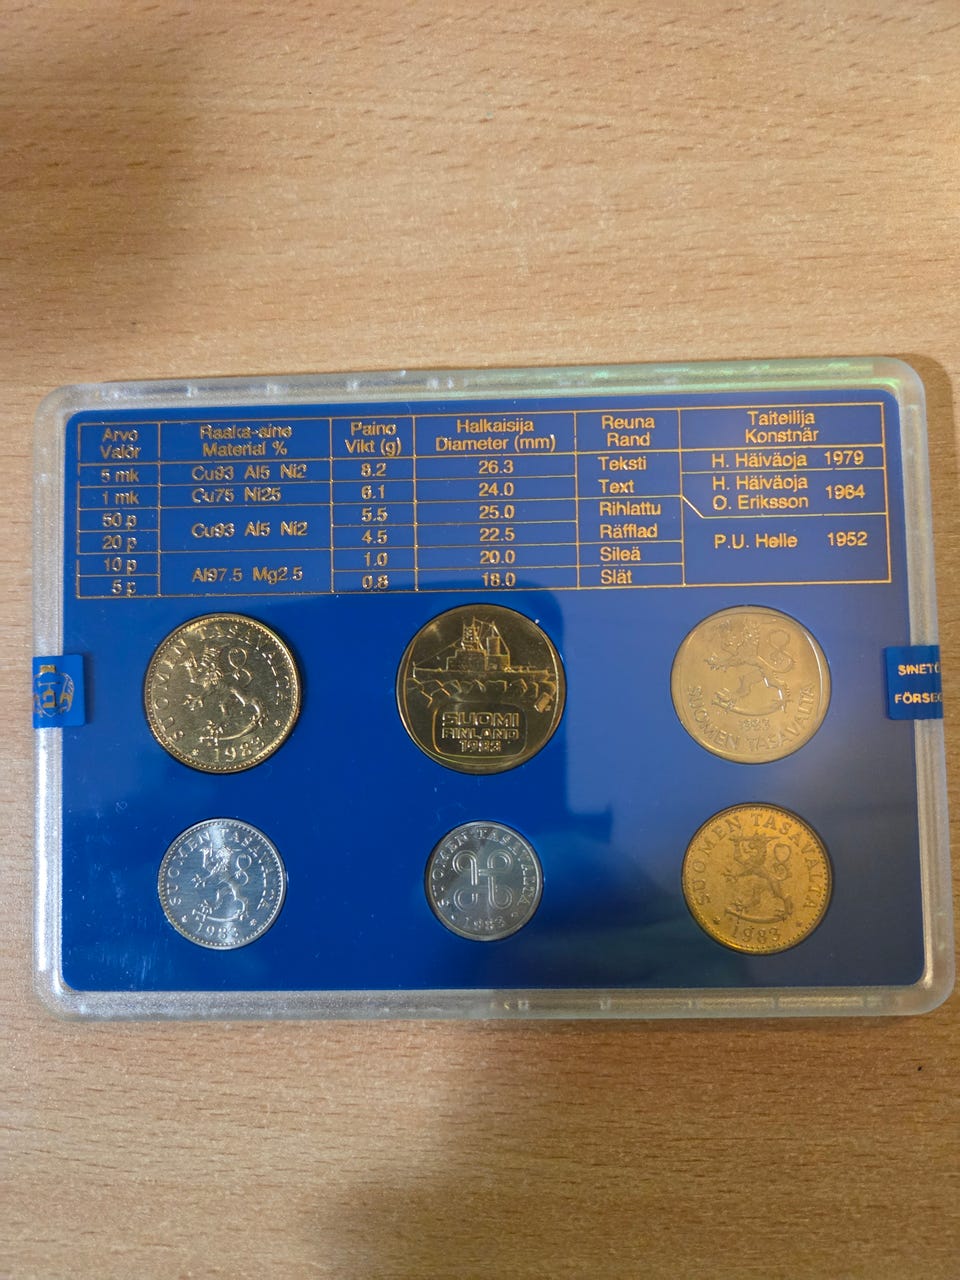 Arvo Valör
Raaka-aine Material %
Paino Vikt (g)
Halkaisija Diameter (mm)
Reuna Rand
Taiteilija Konstnär
5 mk Cu93 Al5 Ni2 8.2 26.3 Teksti H. Häiväoja 1979
1 mk Cu75 Ni25 6.1 24.0 Text H. Häiväoja O. Eriksson 1964
50 p Cu93 Al5 Ni2 5.5 25.0 Rihlattu
20 p 4.5 22.5 Räfflad P.U. Helle 1952
10 p Al97.5 Mg2.5 1.0 20.0 Sileä
5 p 0.8 18.0 Slät
SUOMEN TASAVALTA
1983
SUOMI
FINLAND
1983
1983
SUOMEN TASAVALTA
SINETÖ
FÖRSEG
SUOMEN TASAVALTA
1983
SUOMEN TASAVALTA
1983
SUOMEN TASAVALTA
1983